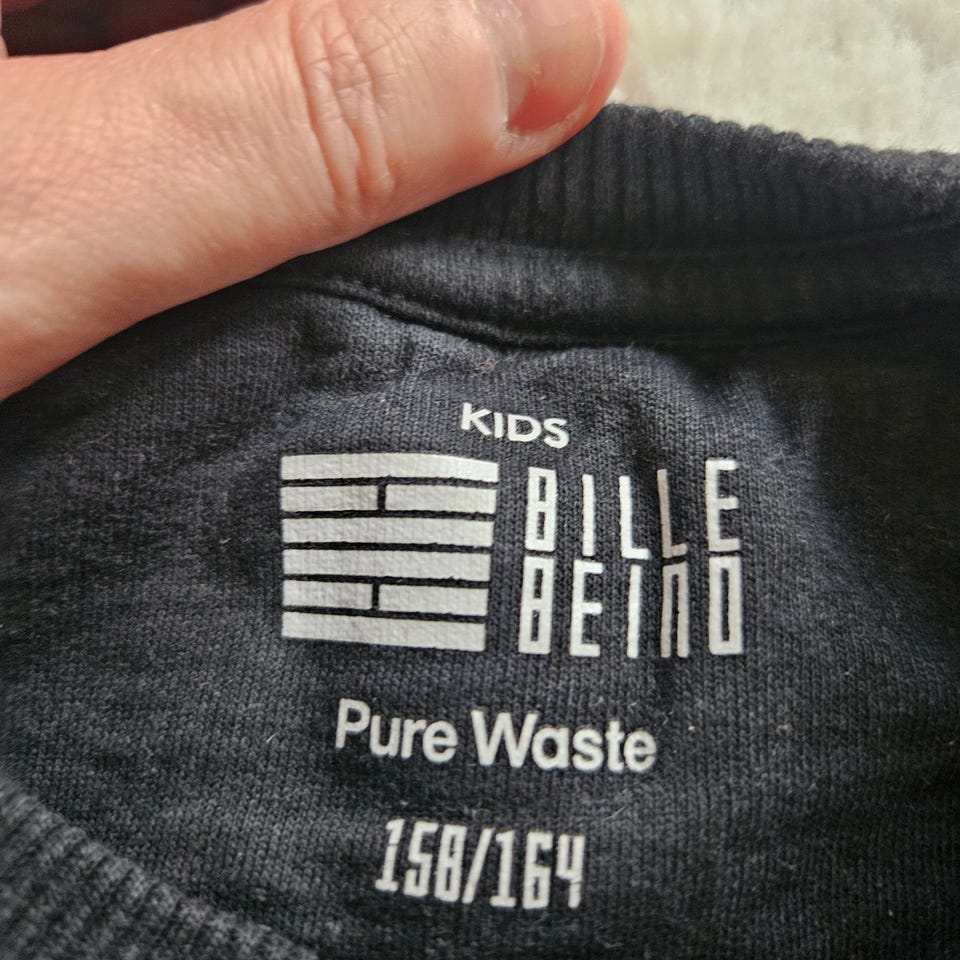 KIDS
BILLE
BEINO
Pure Waste
158/164